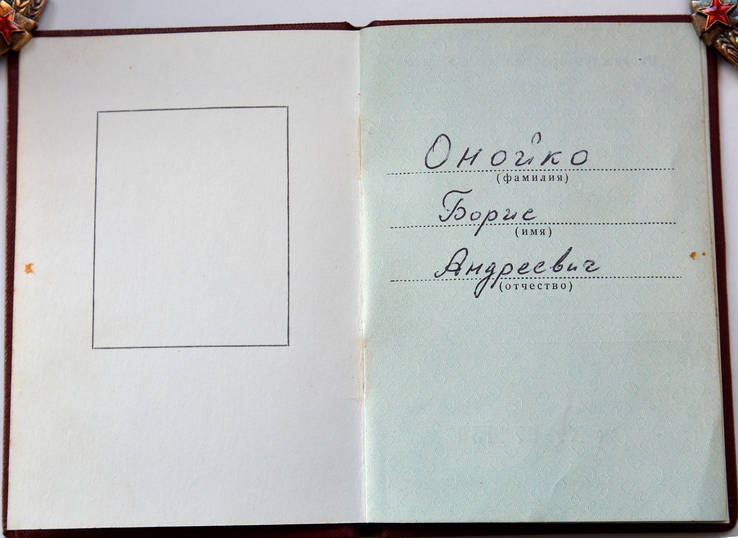 Онойко
(фамилия)
Борис
(имя)
Андреевич
(отчество)